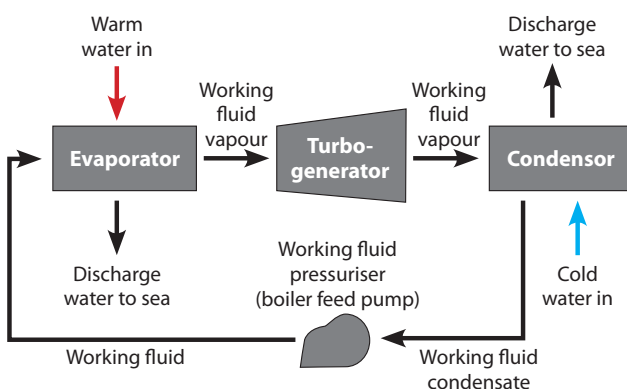 Warm
water in
Discharge
water to sea
Working
fluid
vapour
Working
fluid
vapour
Evaporator
Turbo-
generator
Condensor
Discharge
water to sea
Working fluid
pressuriser
(boiler feed pump)
Cold
water in
Working fluid
Working fluid
condensate